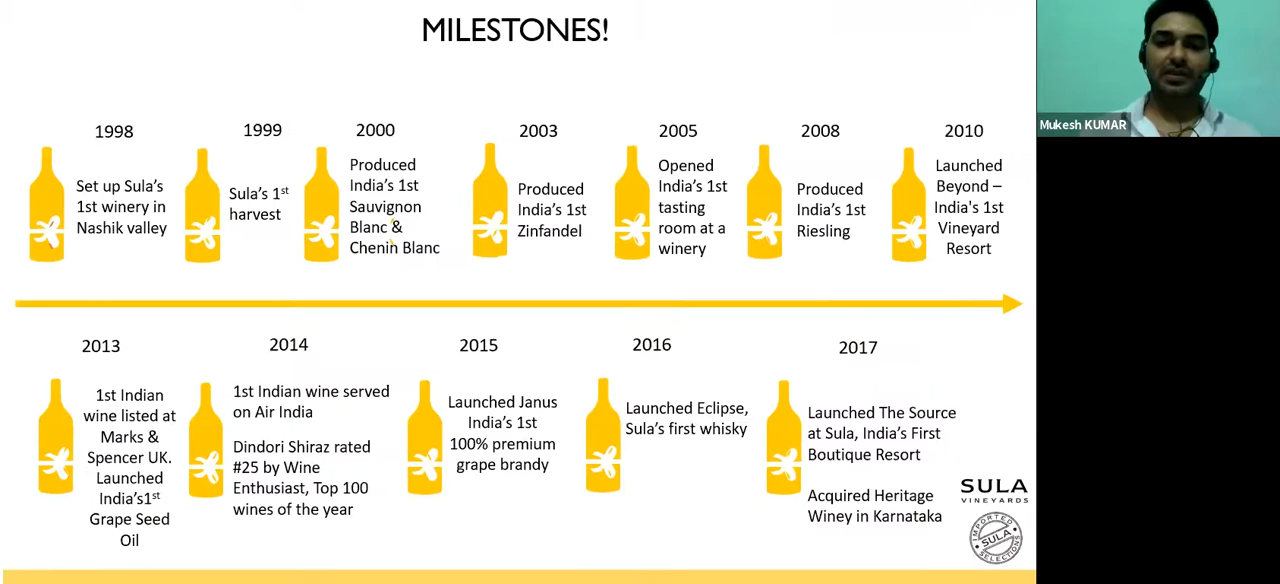 MILESTONES!
Mukesh KUMAR
1998
Set up Sula's
1st winery in
Nashik valley
1999
Sula's 1st
harvest
2000
Produced
India's 1st
Sauvignon
Blanc &
Chenin Blanc
2003
Produced
India's 1st
Zinfandel
2005
Opened
India's 1st
tasting
room at a
winery
2008
Produced
India's 1st
Riesling
2010
Launched
Beyond –
India's 1st
Vineyard
Resort
2013
1st Indian
wine listed at
Marks &
Spencer UK.
Launched
India's1st
Grape Seed
Oil
2014
1st Indian wine served
on Air India
Dindori Shiraz rated
#25 by Wine
Enthusiast, Top 100
wines of the year
2015
Launched Janus
India's 1st
100% premium
grape brandy
2016
Launched Eclipse,
Sula's first whisky
2017
Launched The Source
at Sula, India's First
Boutique Resort
Acquired Heritage
Winey in Karnataka
SULA
VINEYARDS
IMPORTED
SULA
SELECTIONS